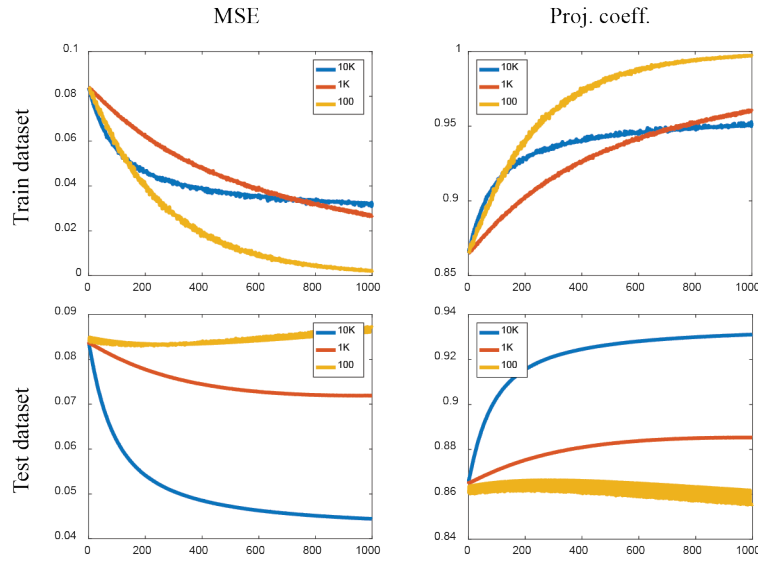 MSE
Proj. coeff.
Train dataset
0.1
0.08
0.06
0.04
0.02
0
0 200 400 600 800 1000
10K
1K
100
1
0.95
0.9
0.85
0 200 400 600 800 1000
10K
1K
100
Test dataset
0.09
0.08
0.07
0.06
0.05
0.04
0 200 400 600 800 1000
10K
1K
100
0.94
0.92
0.9
0.88
0.86
0.84
0 200 400 600 800 1000
10K
1K
100